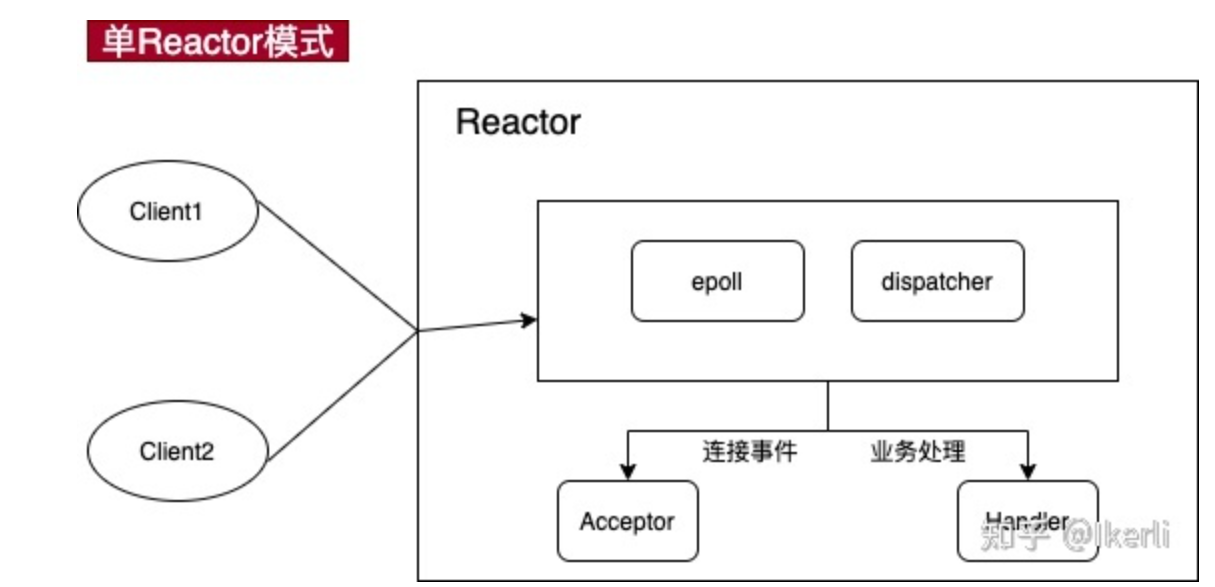 单Reactor模式
Reactor
Client1
epoll
dispatcher
Client2
连接事件
业务处理
Acceptor
Handler
知乎 @Ikerli